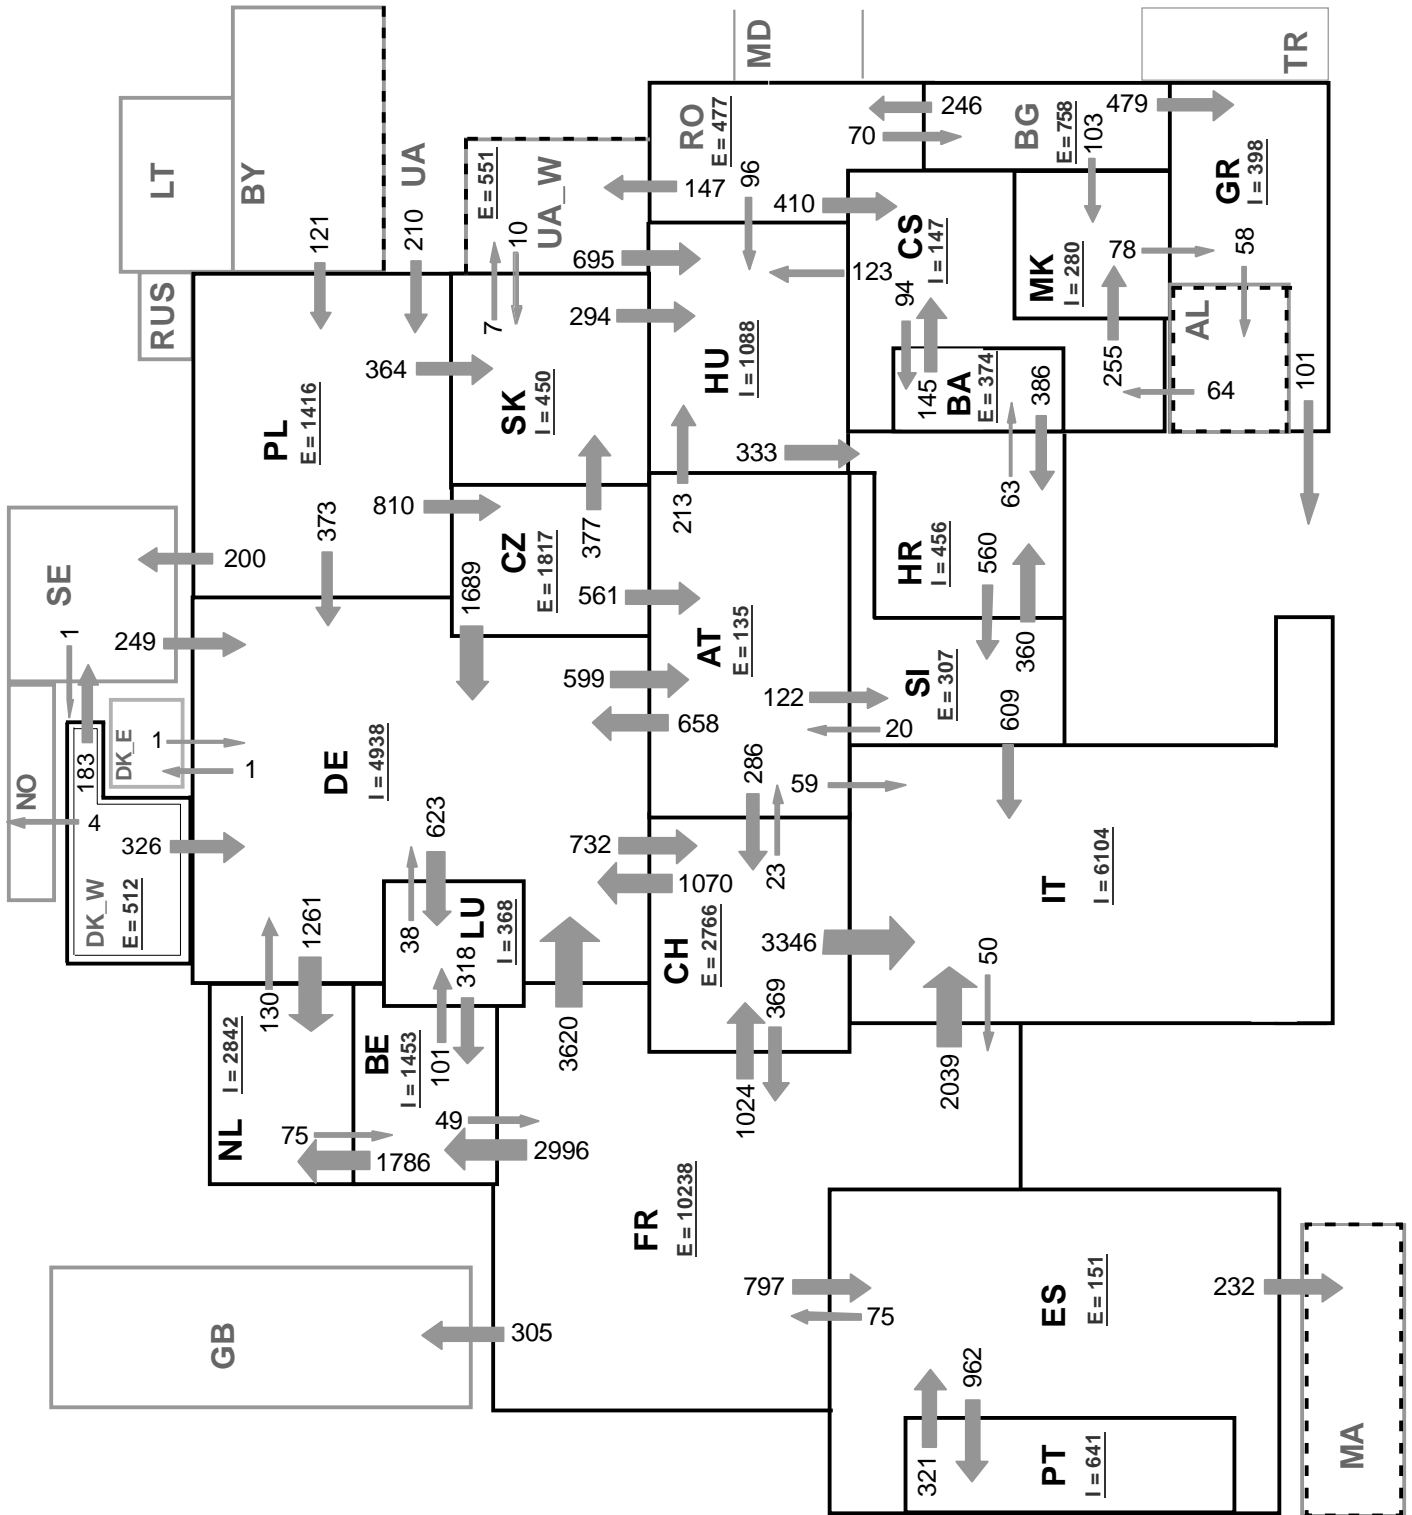 MD
TR
LT
BY
UA
UA_W
E = 551
RO
E = 477
246
70
BG
E = 758
479
103
GR
I = 398
121
210
10
7
147
96
410
CS
I = 147
MK
I = 280
78
58
695
123
94
RUS
AL
294
HU
I = 1088
364
145
BA
E = 374
386
255
64
101
PL
E = 1416
SK
I = 450
333
63
373
810
377
213
SE
200
CZ
E = 1817
1689
561
HR
I = 456
560
360
1
249
599
658
AT
E = 135
SI
E = 307
122
20
609
NO
183
DK_E
1
1
4
326
DE
I = 4938
286
59
623
732
1070
23
DK_W
E = 512
38
LU
I = 368
318
CH
E = 2766
3346
369
50
IT
I = 6104
130
1261
3620
NL
I = 2842
BE
I = 1453
101
49
2996
75
1786
1024
2039
FR
E = 10238
GB
305
797
75
ES
E = 151
232
MA
321
962
PT
I = 641